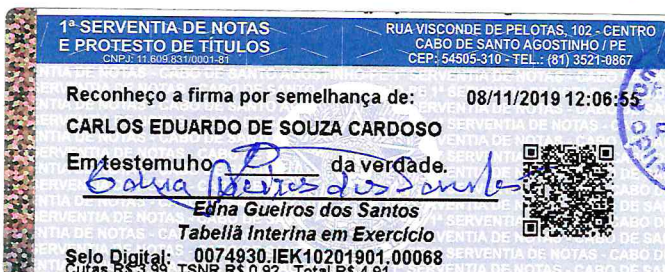 1ª SERVENTIA DE NOTAS
E PROTESTO DE TÍTULOS
CNPJ: 11.609.831/0001-81
RUA VISCONDE DE PELOTAS, 102 - CENTRO
CABO DE SANTO AGOSTINHO / PE
CEP: 54505-310 - TEL.: (81) 3521-0867
Reconheço a firma por semelhança de: 08/11/2019 12:06:55
CARLOS EDUARDO DE SOUZA CARDOSO
Em testemuho da verdade.
Edna Gueiros dos Santos
Edna Gueiros dos Santos
Tabeliã Interina em Exercício
Selo Digital: 0074930.IEK10201901.00068
Custas R$ 3,99 TSNR R$ 0,92 Total R$ 4,91